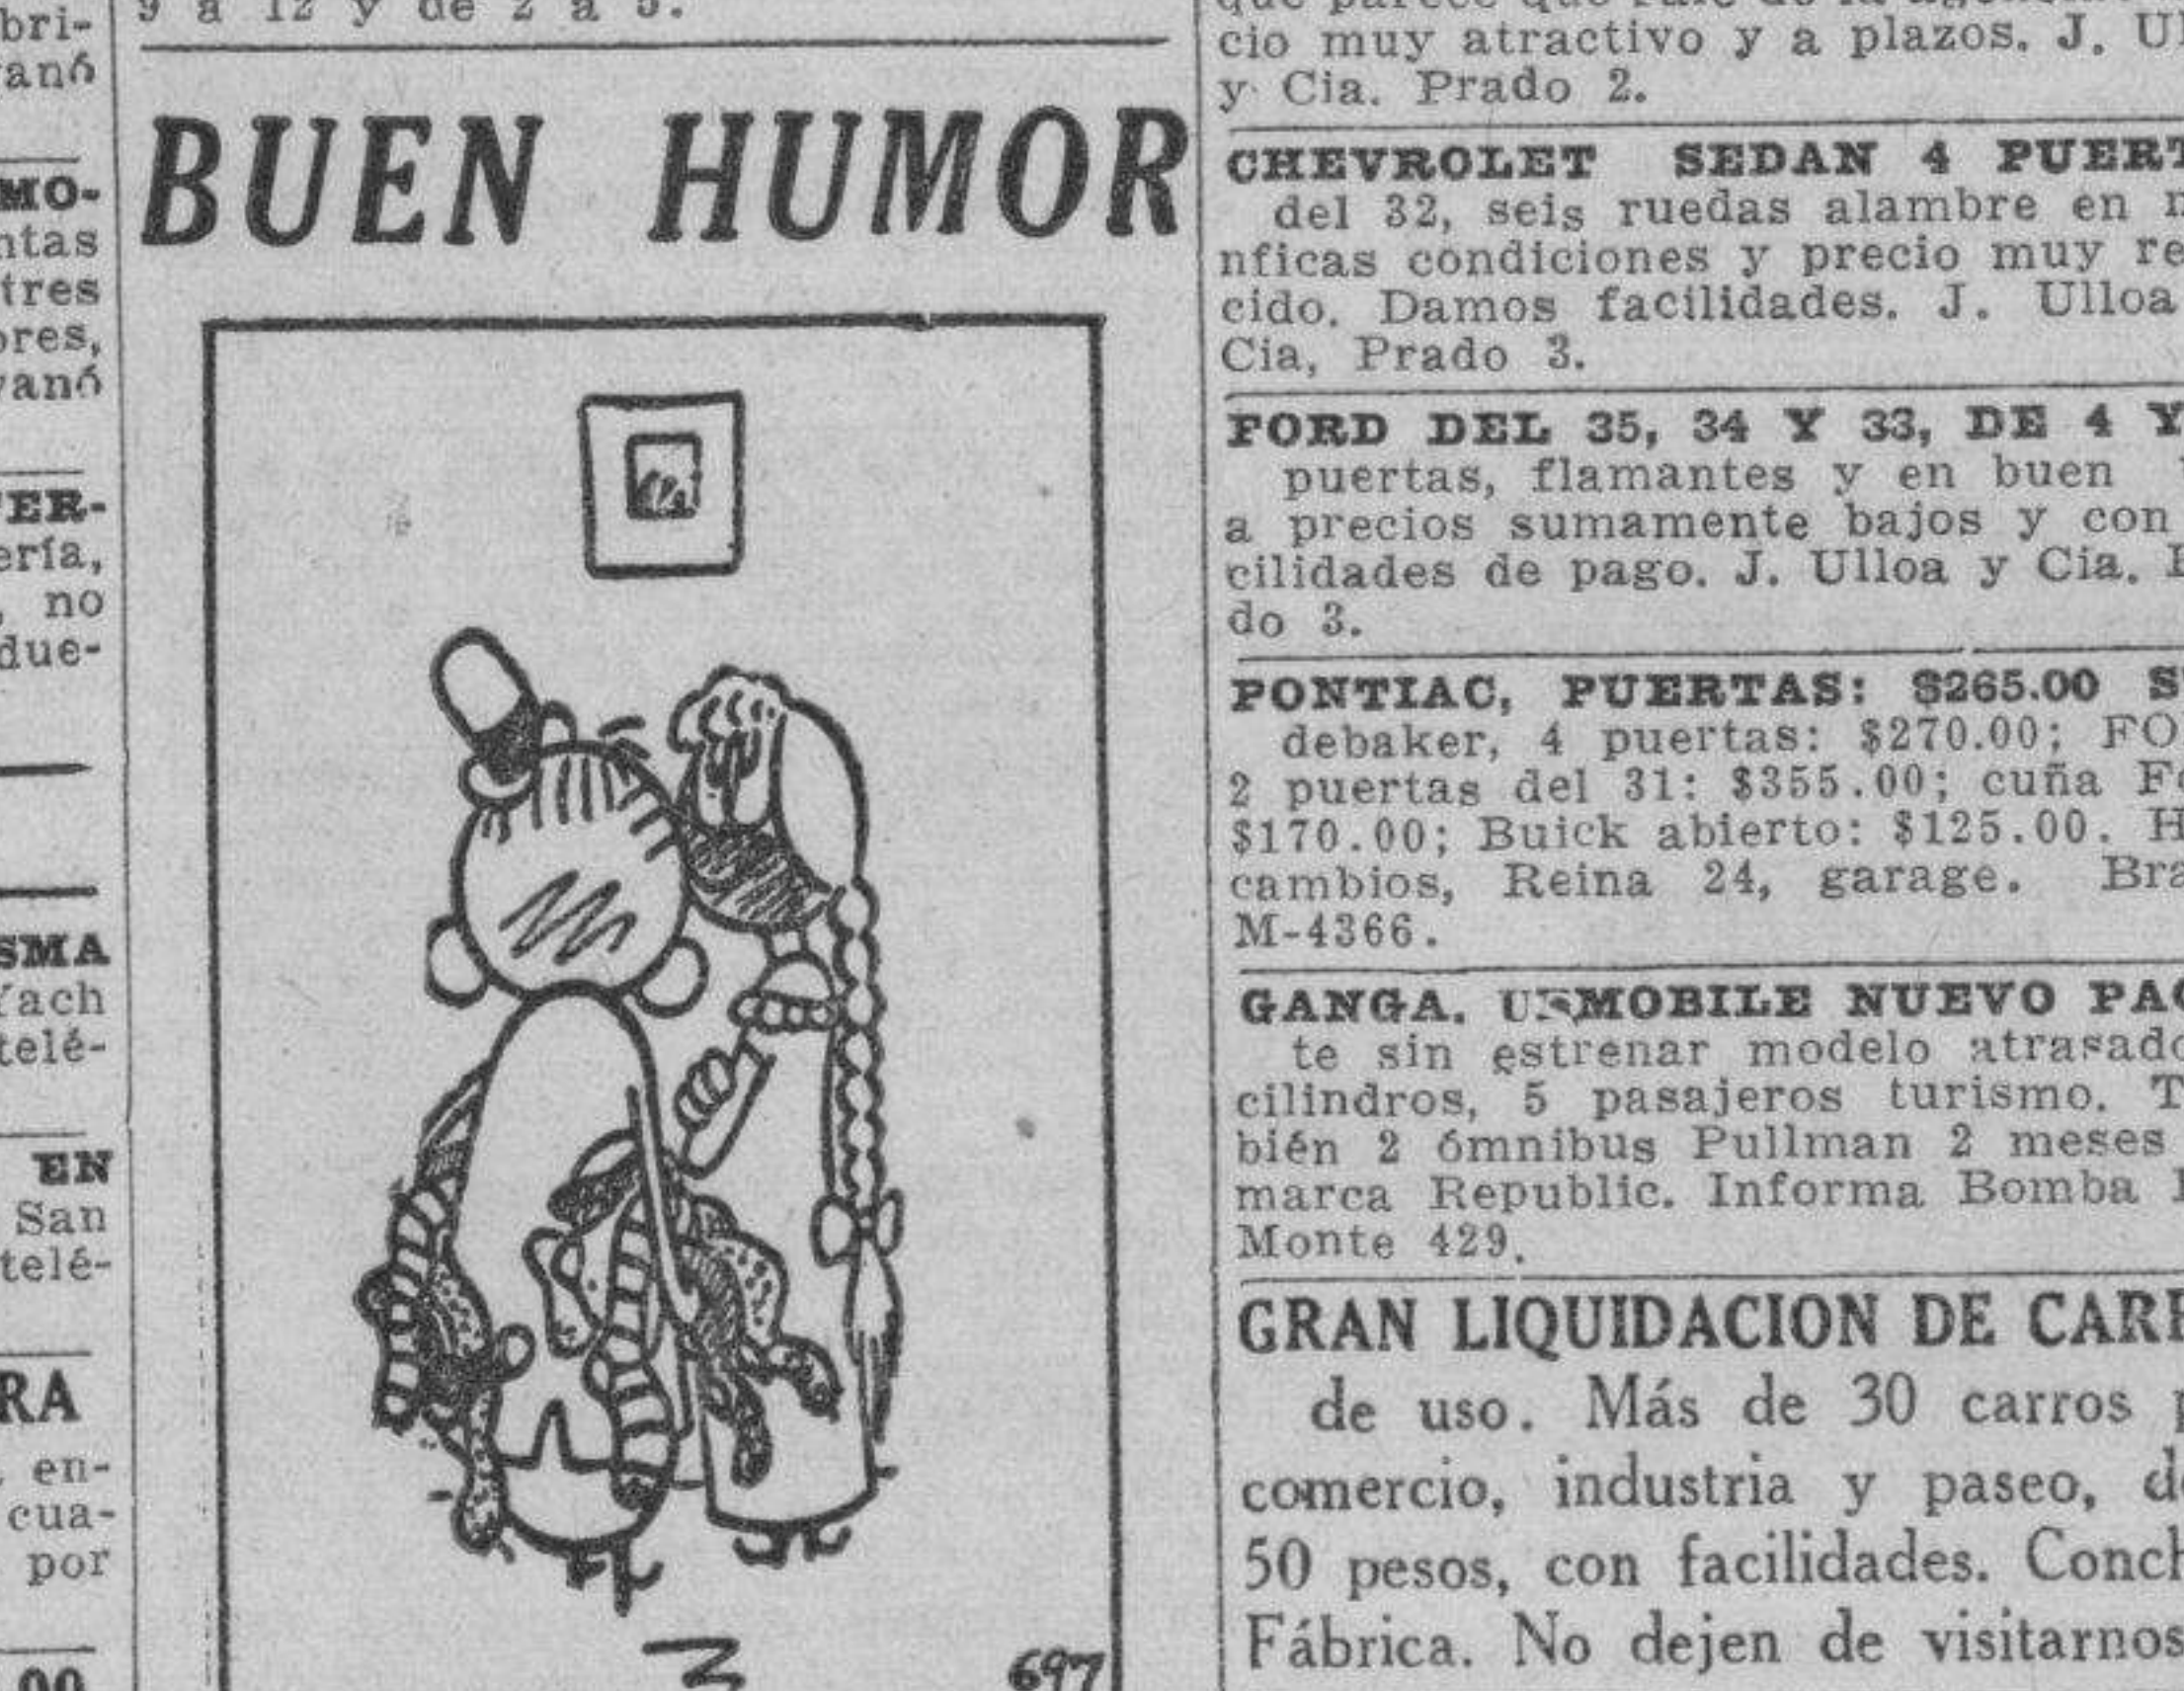 bri-
anó
MO-
ntas
tres
ores,
anó
ER-
ería,
no
due-
SMA
Yach
telé-
EN
San
telé-
RA
en-
cua-
por
00
9 a 12 y de 2 a 5.
BUEN HUMOR
697
cio muy atractivo y a plazos. J. Ul
y Cia. Prado 2.
CHEVROLET SEDAN 4 PUERT
del 32, seis ruedas alambre en
nficas condiciones y precio muy re
cido. Damos facilidades. J. Ulloa
Cia, Prado 3.
FORD DEL 35, 34 Y 33, DE 4 Y
puertas, flamantes y en buen
a precios sumamente bajos y con
cilidades de pago. J. Ulloa y Cia.
do 3.
PONTIAC, PUERTAS: $265.00 S
debaker, 4 puertas: $270.00; FO
2 puertas del 31: $355.00; cuña F
$170.00; Buick abierto: $125.00. H
cambios, Reina 24, garage. Bra
M-4366.
GANGA. MOBILE NUEVO PAQ
te sin estrenar modelo atrasado
cilindros, 5 pasajeros turismo. T
bién 2 ómnibus Pullman 2 meses
marca Republic. Informa Bomba
Monte 429.
GRAN LIQUIDACION DE CARR
de uso. Más de 30 carros
comercio, industria y paseo, d
50 pesos, con facilidades. Conch
Fábrica. No dejen de visitarnos